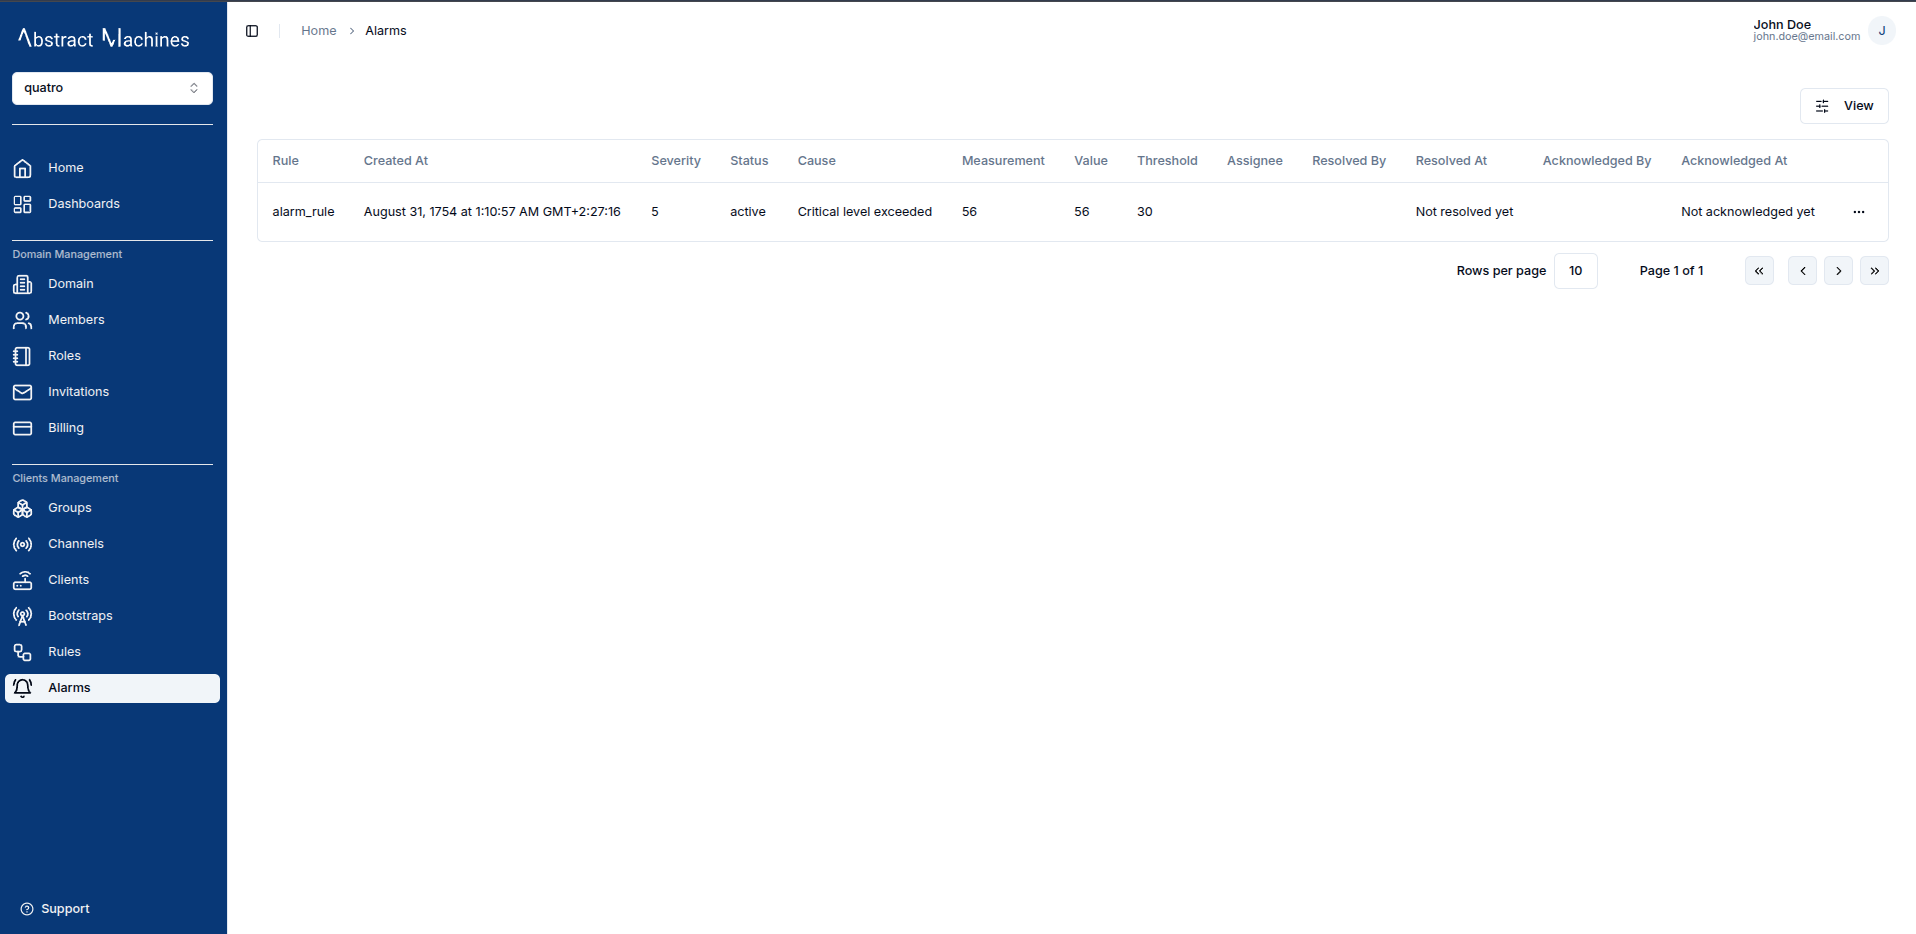 Abstract Machines
quatro
Home
Dashboards
Domain Management
Domain
Members
Roles
Invitations
Billing
Clients Management
Groups
Channels
Clients
Bootstraps
Rules
Alarms
Support
Home > Alarms
John Doe
john.doe@email.com
J
View
Rule Created At Severity Status Cause Measurement Value Threshold Assignee Resolved By Resolved At Acknowledged By Acknowledged At
alarm_rule August 31, 1754 at 1:10:57 AM GMT+2:27:16 5 active Critical level exceeded 56 56 30 Not resolved yet Not acknowledged yet ...
Rows per page 10 Page 1 of 1 « ‹ › »